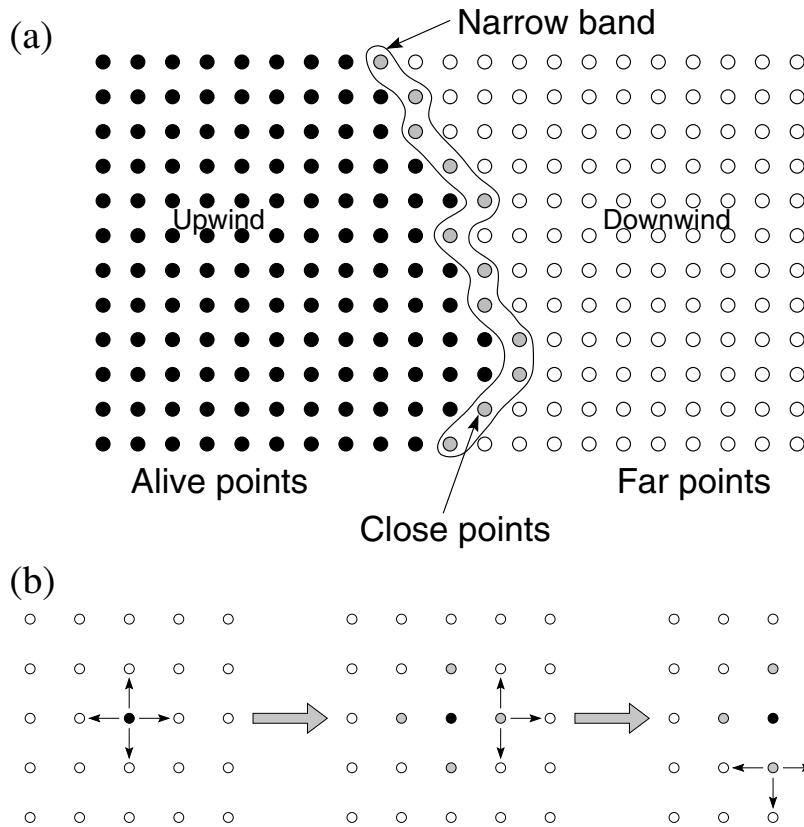 (a)
Narrow band
Upwind
Downwind
Alive points
Far points
Close points
(b)